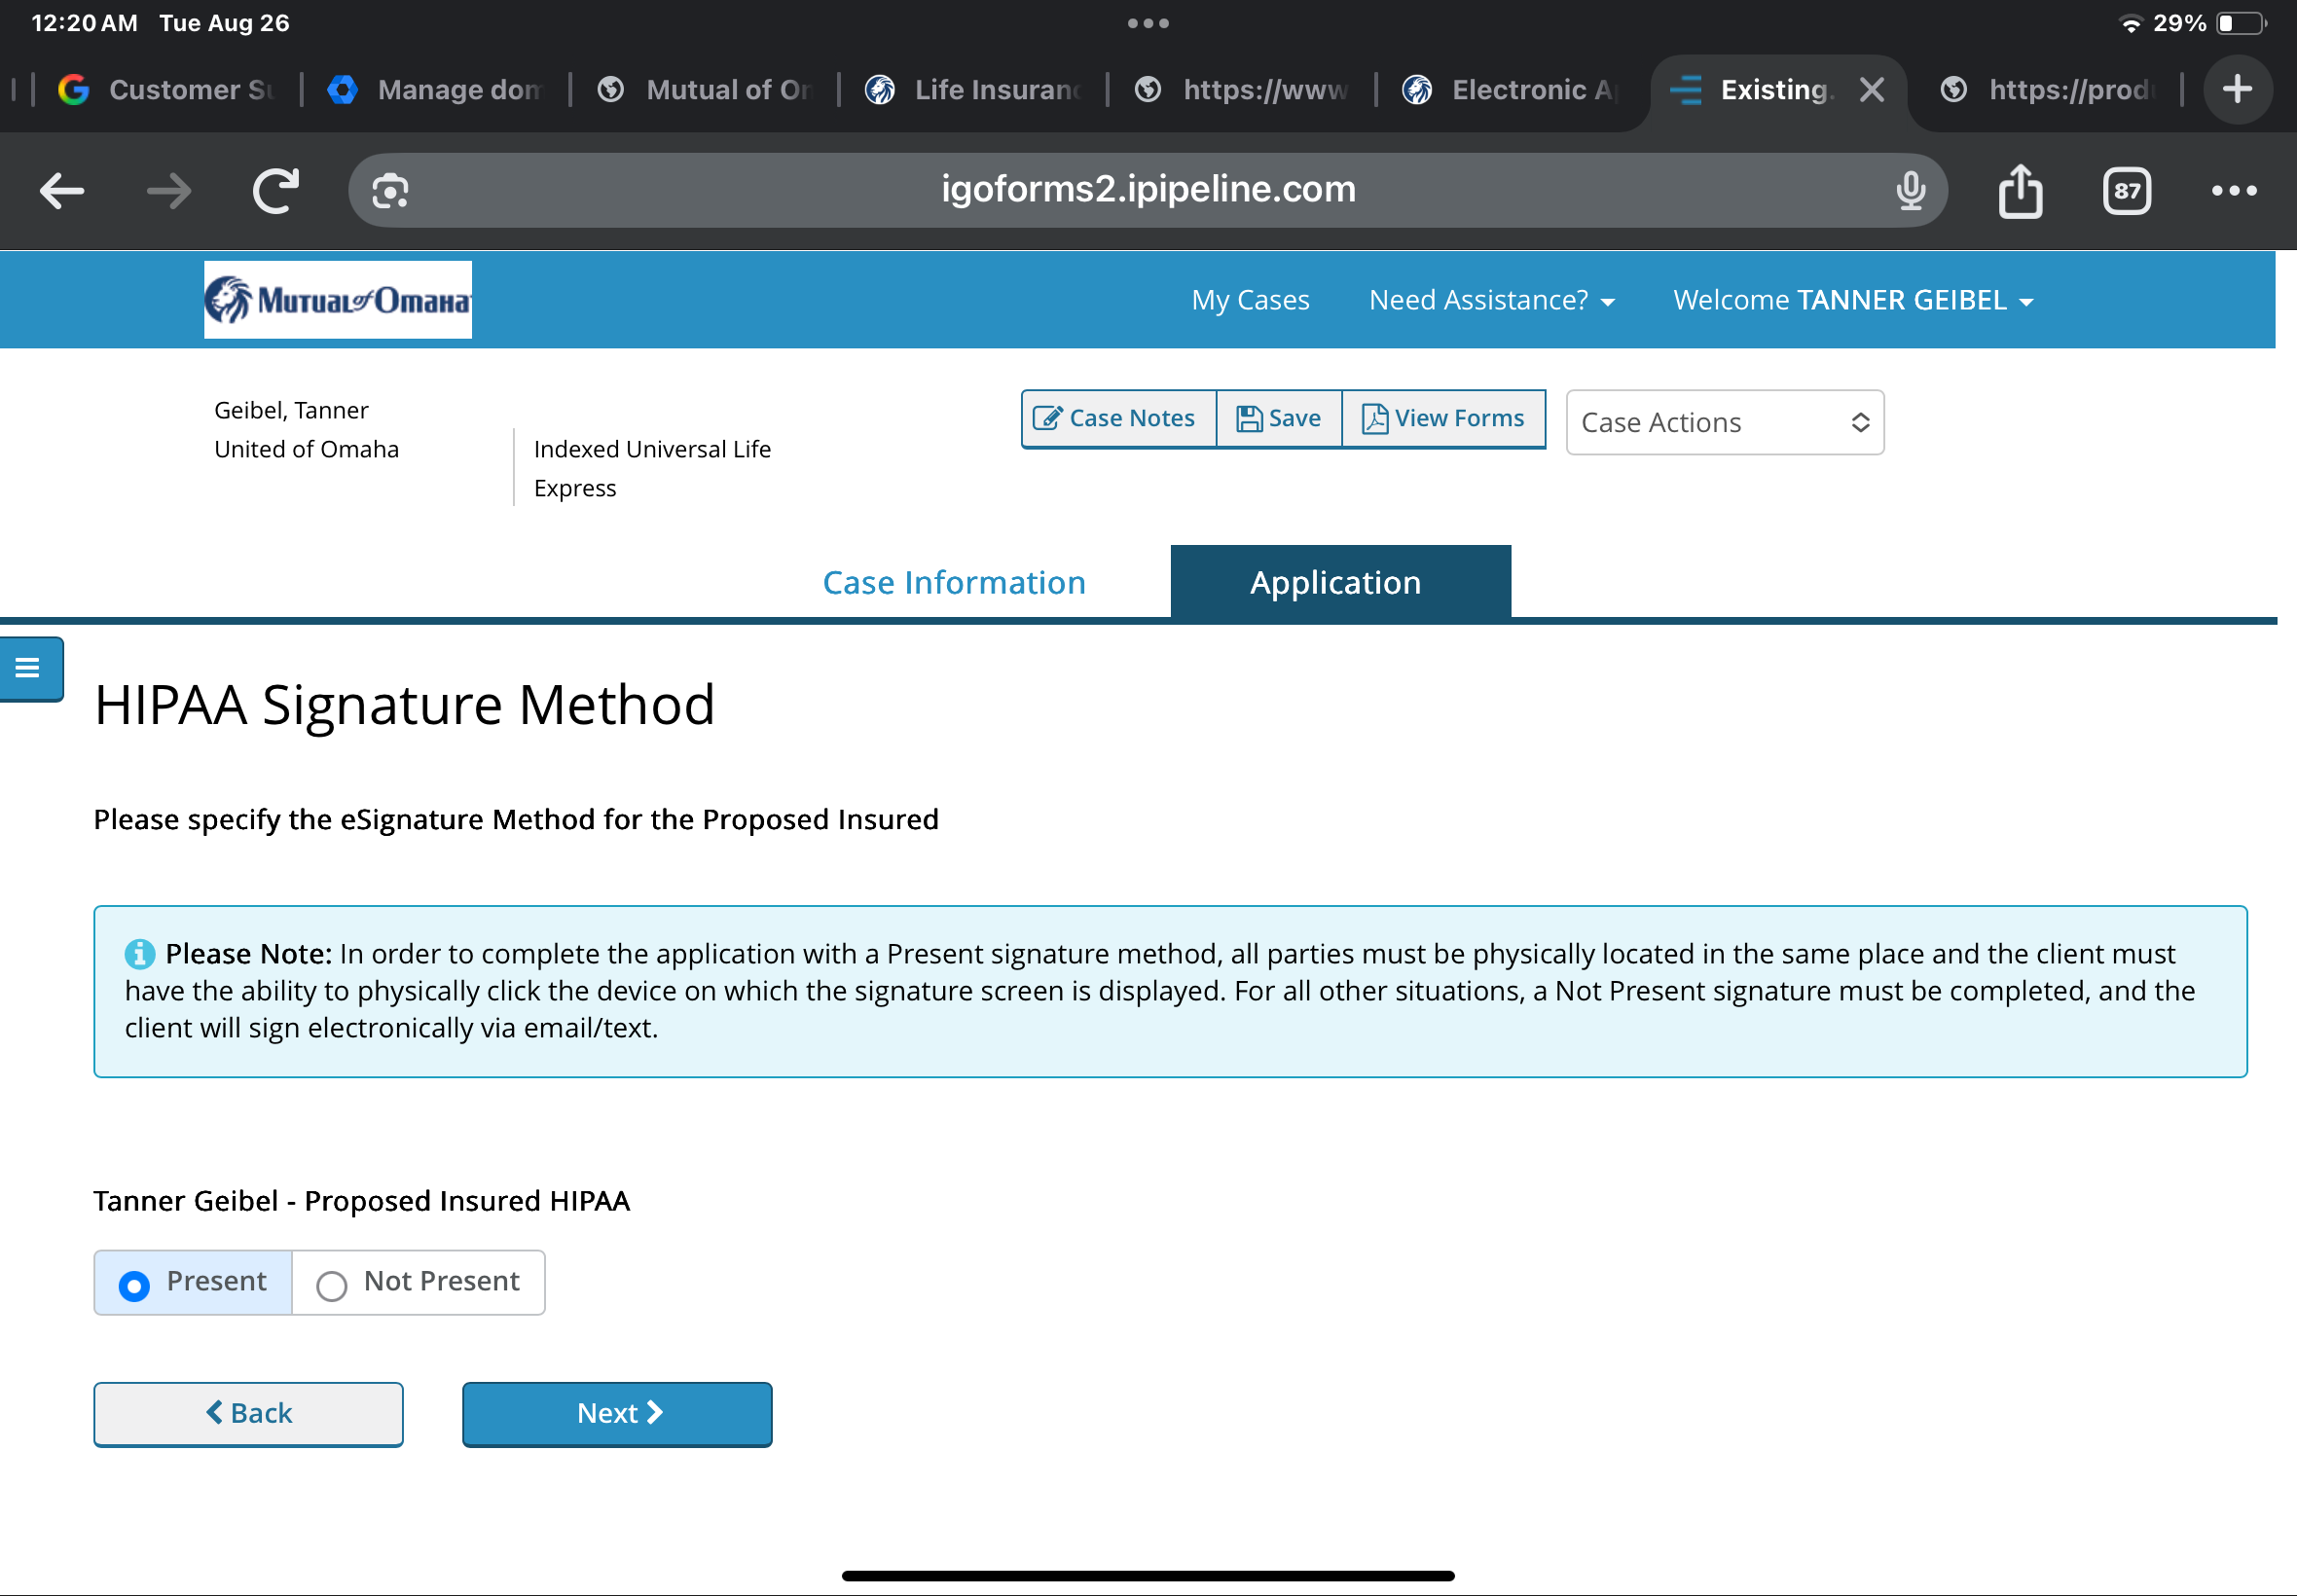 12:20 AM Tue Aug 26
29%
Customer Su
Manage dom
Mutual of Om
Life Insuranc
https://www
Electronic Ap
Existing.
https://prod
igoforms2.ipipeline.com
87
Mutual of Omaha
My Cases
Need Assistance?
Welcome TANNER GEIBEL
Geibel, Tanner
United of Omaha
Indexed Universal Life
Express
Case Notes
Save
View Forms
Case Actions
Case Information
Application
HIPAA Signature Method
Please specify the eSignature Method for the Proposed Insured
Please Note: In order to complete the application with a Present signature method, all parties must be physically located in the same place and the client must
have the ability to physically click the device on which the signature screen is displayed. For all other situations, a Not Present signature must be completed, and the
client will sign electronically via email/text.
Tanner Geibel - Proposed Insured HIPAA
Present
Not Present
Back
Next